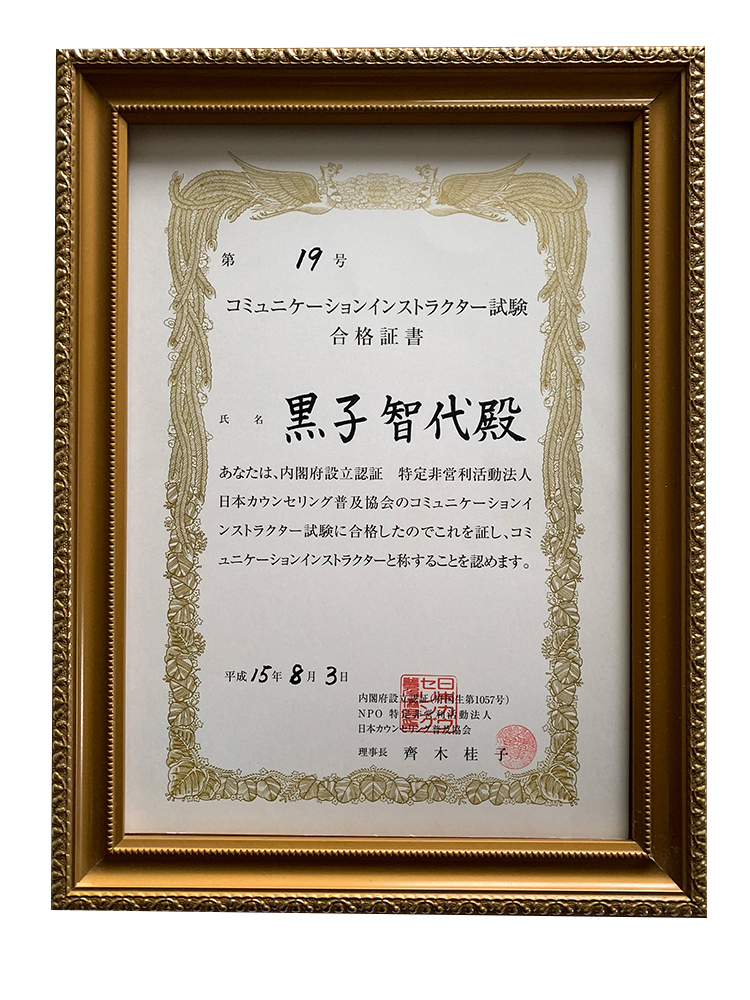 第 19 号
コミュニケーションインストラクター試験
合格証書
氏名 黒子智代殿
あなたは、内閣府設立認証 特定非営利活動法人
日本カウンセリング普及協会のコミュニケーションイ
ンストラクター試験に合格したのでこれを証し、コミ
ュニケーションインストラクターと称することを認めます。
平成15年8月3日
内閣府設立認証(府国生第1057号)
NPO 特定非営利活動法人
日本カウンセリング普及協会
理事長 齊木桂子